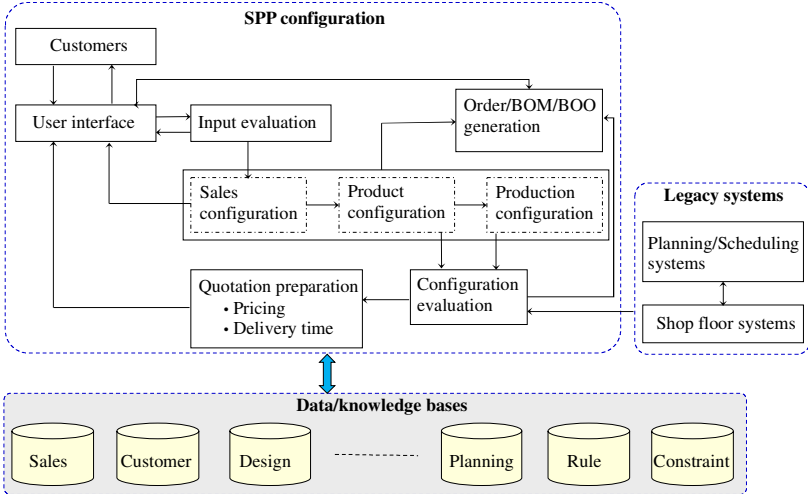 SPP configuration
Customers
User interface
Input evaluation
Order/BOM/BOO
generation
Sales
configuration
Product
configuration
Production
configuration
Quotation preparation
• Pricing
• Delivery time
Configuration
evaluation
Legacy systems
Planning/Scheduling
systems
Shop floor systems
Data/knowledge bases
Sales
Customer
Design
Planning
Rule
Constraint